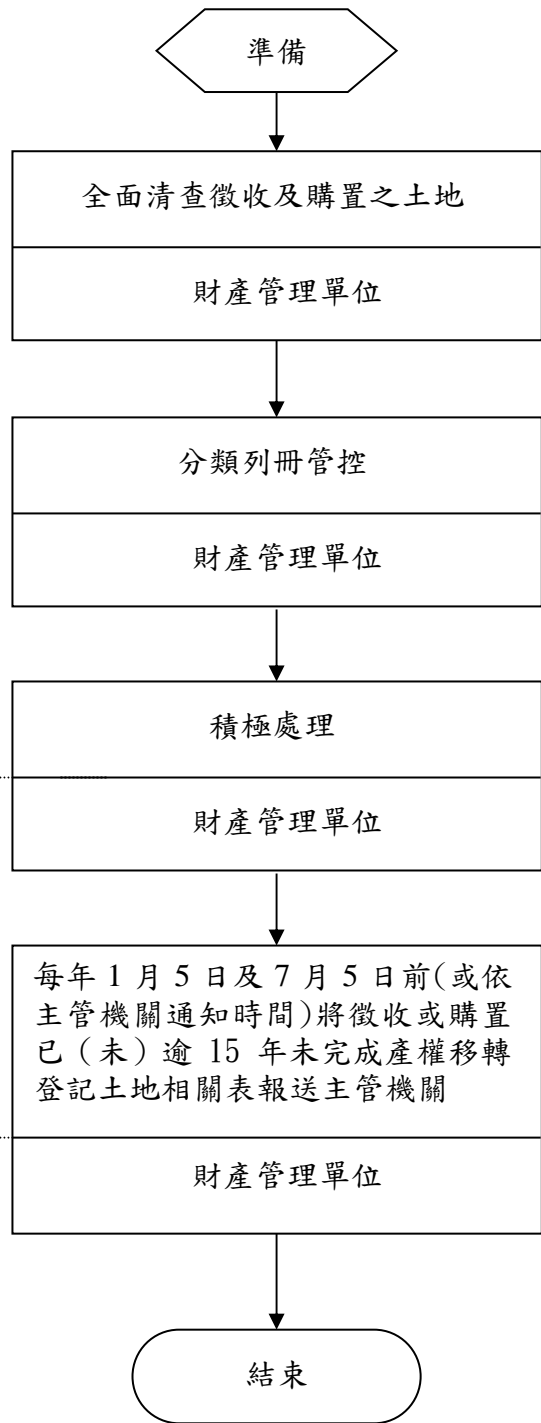 準備
全面清查徵收及購置之土地
財產管理單位
分類列冊管控
財產管理單位
積極處理
財產管理單位
每年 1 月 5 日及 7 月 5 日前(或依
主管機關通知時間)將徵收或購置
已（未）逾 15 年未完成產權移轉
登記土地相關表報送主管機關
財產管理單位
結束